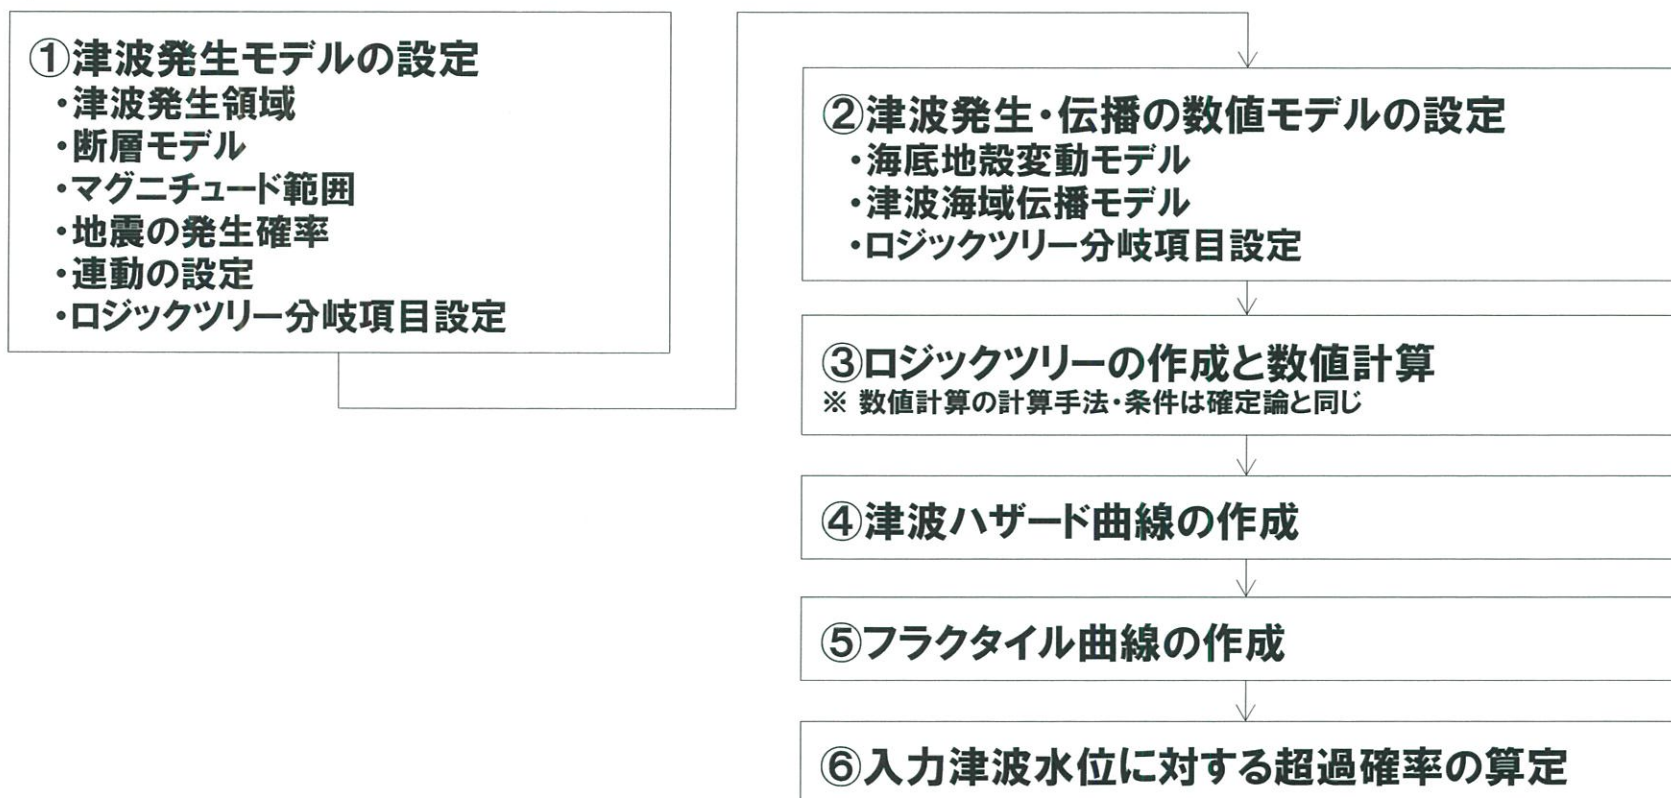 ①津波発生モデルの設定
・津波発生領域
・断層モデル
・マグニチュード範囲
・地震の発生確率
・連動の設定
・ロジックツリー分岐項目設定
②津波発生・伝播の数値モデルの設定
・海底地殻変動モデル
・津波海域伝播モデル
・ロジックツリー分岐項目設定
③ロジックツリーの作成と数値計算
※ 数値計算の計算手法・条件は確定論と同じ
④津波ハザード曲線の作成
⑤フラクタイル曲線の作成
⑥入力津波水位に対する超過確率の算定